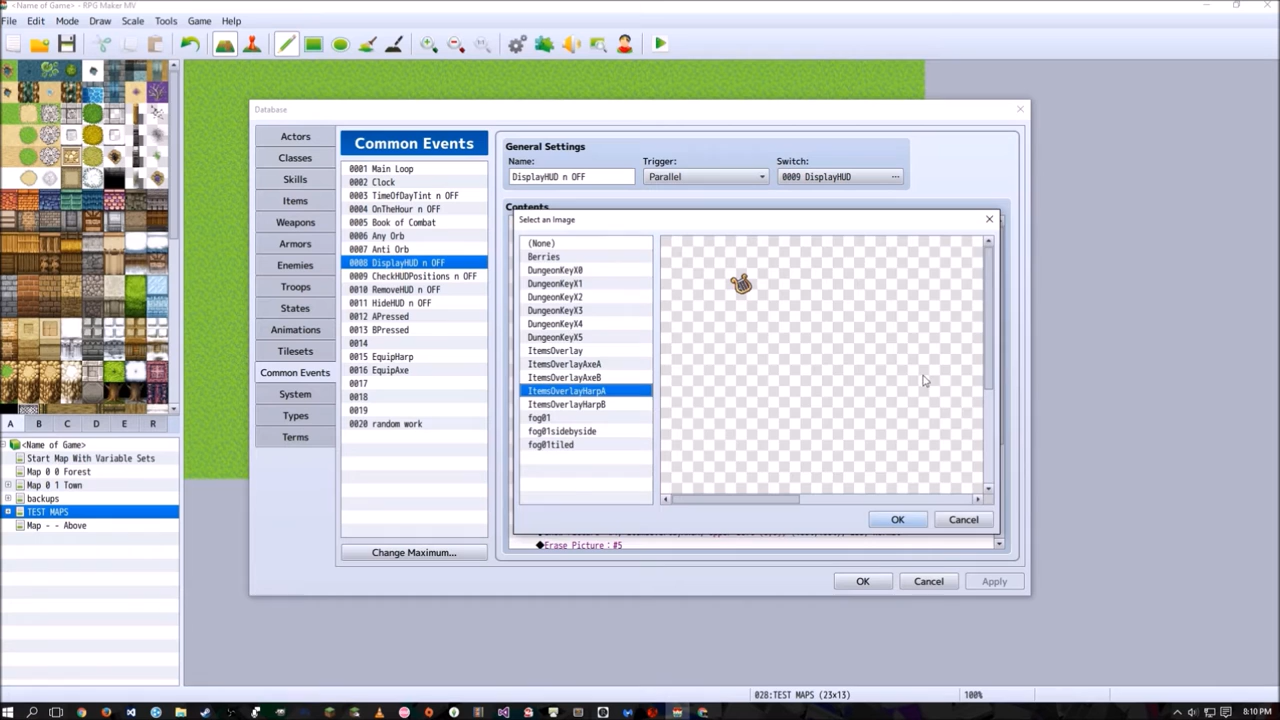 <Name of Game> - RPG Maker MV
File Edit Mode Draw Scale Tools Game Help
Database
Actors
Classes
Skills
Items
Weapons
Armors
Enemies
Troops
States
Animations
Tilesets
Common Events
System
Types
Terms
Common Events
0001 Main Loop
0002 Clock
0003 TimeOfDayTint n OFF
0004 OnTheHour n OFF
0005 Book of Combat
0006 Any Orb
0007 Anti Orb
0008 DisplayHUD n OFF
0009 CheckHUDPositions n OFF
0010 RemoveHUD n OFF
0011 HideHUD n OFF
0012 APressed
0013 BPressed
0014
0015 EquipHarp
0016 EquipAxe
0017
0018
0019
0020 random work
Change Maximum...
General Settings
Name: Trigger: Switch:
DisplayHUD n OFF Parallel 0009 DisplayHUD ...
Contents
Select an Image
(None)
Berries
DungeonKeyX0
DungeonKeyX1
DungeonKeyX2
DungeonKeyX3
DungeonKeyX4
DungeonKeyX5
ItemsOverlay
ItemsOverlayAxeA
ItemsOverlayAxeB
ItemsOverlayHarpA
ItemsOverlayHarpB
fog01
fog01sidebyside
fog01tiled
OK Cancel
◆Erase Picture：#5
OK Cancel Apply
A B C D E R
<Name of Game>
Start Map With Variable Sets
Map 0 0 Forest
Map 0 1 Town
backups
TEST MAPS
Map - - Above
028:TEST MAPS (23x13) 100%
8:10 PM